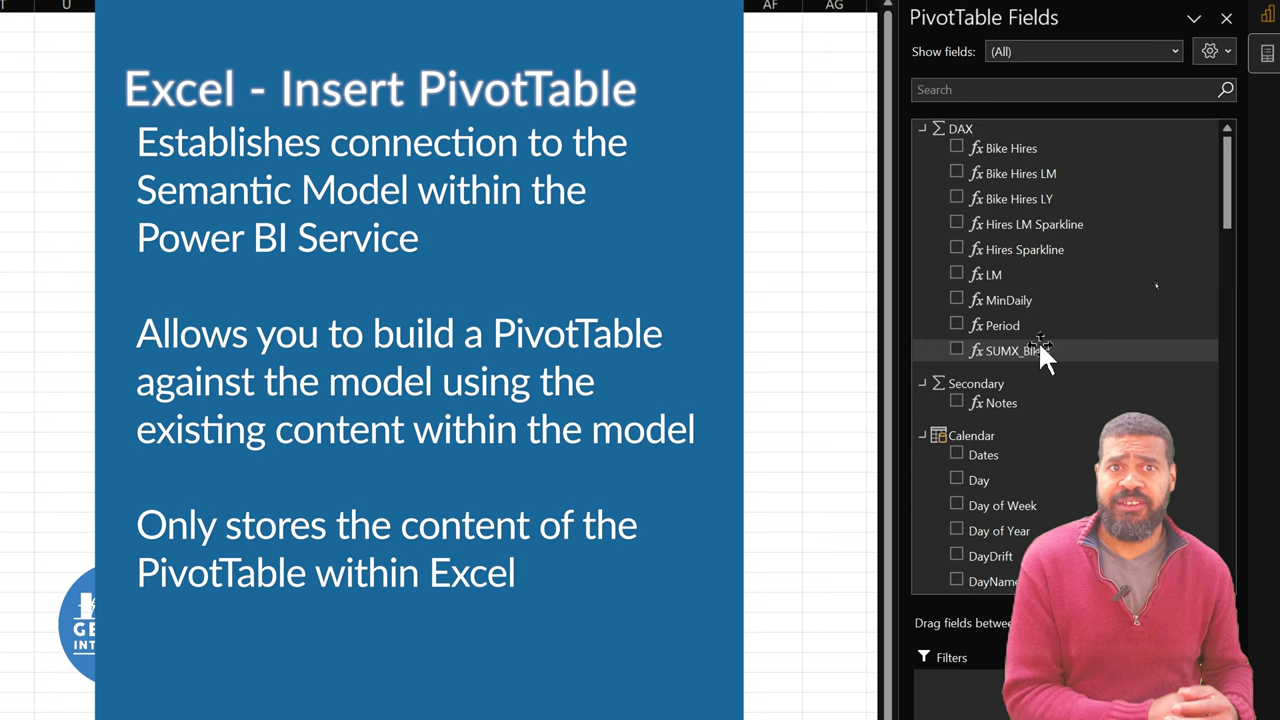 U
AF
AG
Excel - Insert PivotTable
Establishes connection to the
Semantic Model within the
Power BI Service
Allows you to build a PivotTable
against the model using the
existing content within the model
Only stores the content of the
PivotTable within Excel
PivotTable Fields
Show fields: (All)
Search
DAX
Bike Hires
Bike Hires LM
Bike Hires LY
Hires LM Sparkline
Hires Sparkline
LM
MinDaily
Period
Secondary
Notes
Calendar
Dates
Day
Day of Week
Day of Year
DayDrift
DayName
Drag fields
Filters